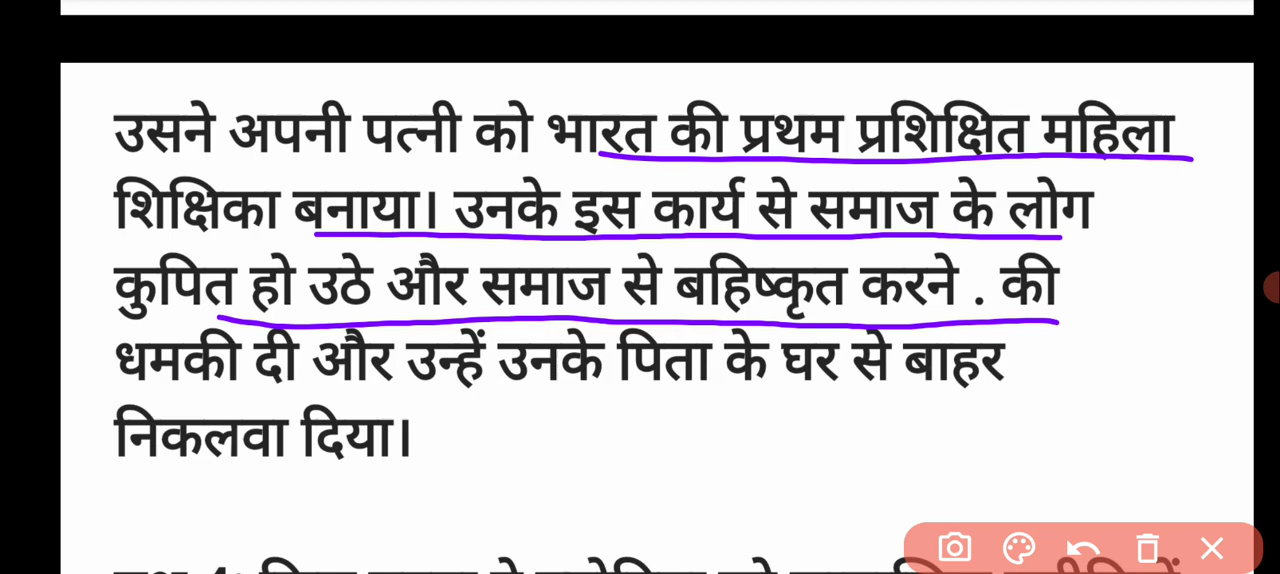 उसने अपनी पत्नी को भारत की प्रथम प्रशिक्षित महिला
शिक्षिका बनाया। उनके इस कार्य से समाज के लोग
कुपित हो उठे और समाज से बहिष्कृत करने . की
धमकी दी और उन्हें उनके पिता के घर से बाहर
निकलवा दिया।